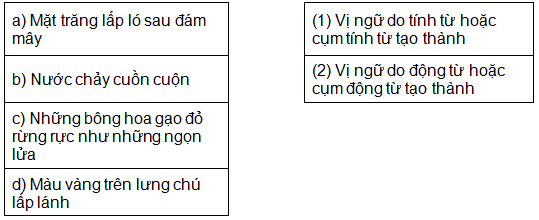 a) Mặt trăng lấp ló sau đám
mây
b) Nước chảy cuồn cuộn
c) Những bông hoa gạo đỏ
rừng rực như những ngọn
lửa
d) Màu vàng trên lưng chú
lấp lánh
(1) Vị ngữ do tính từ hoặc
cụm tính từ tạo thành
(2) Vị ngữ do động từ hoặc
cụm động từ tạo thành